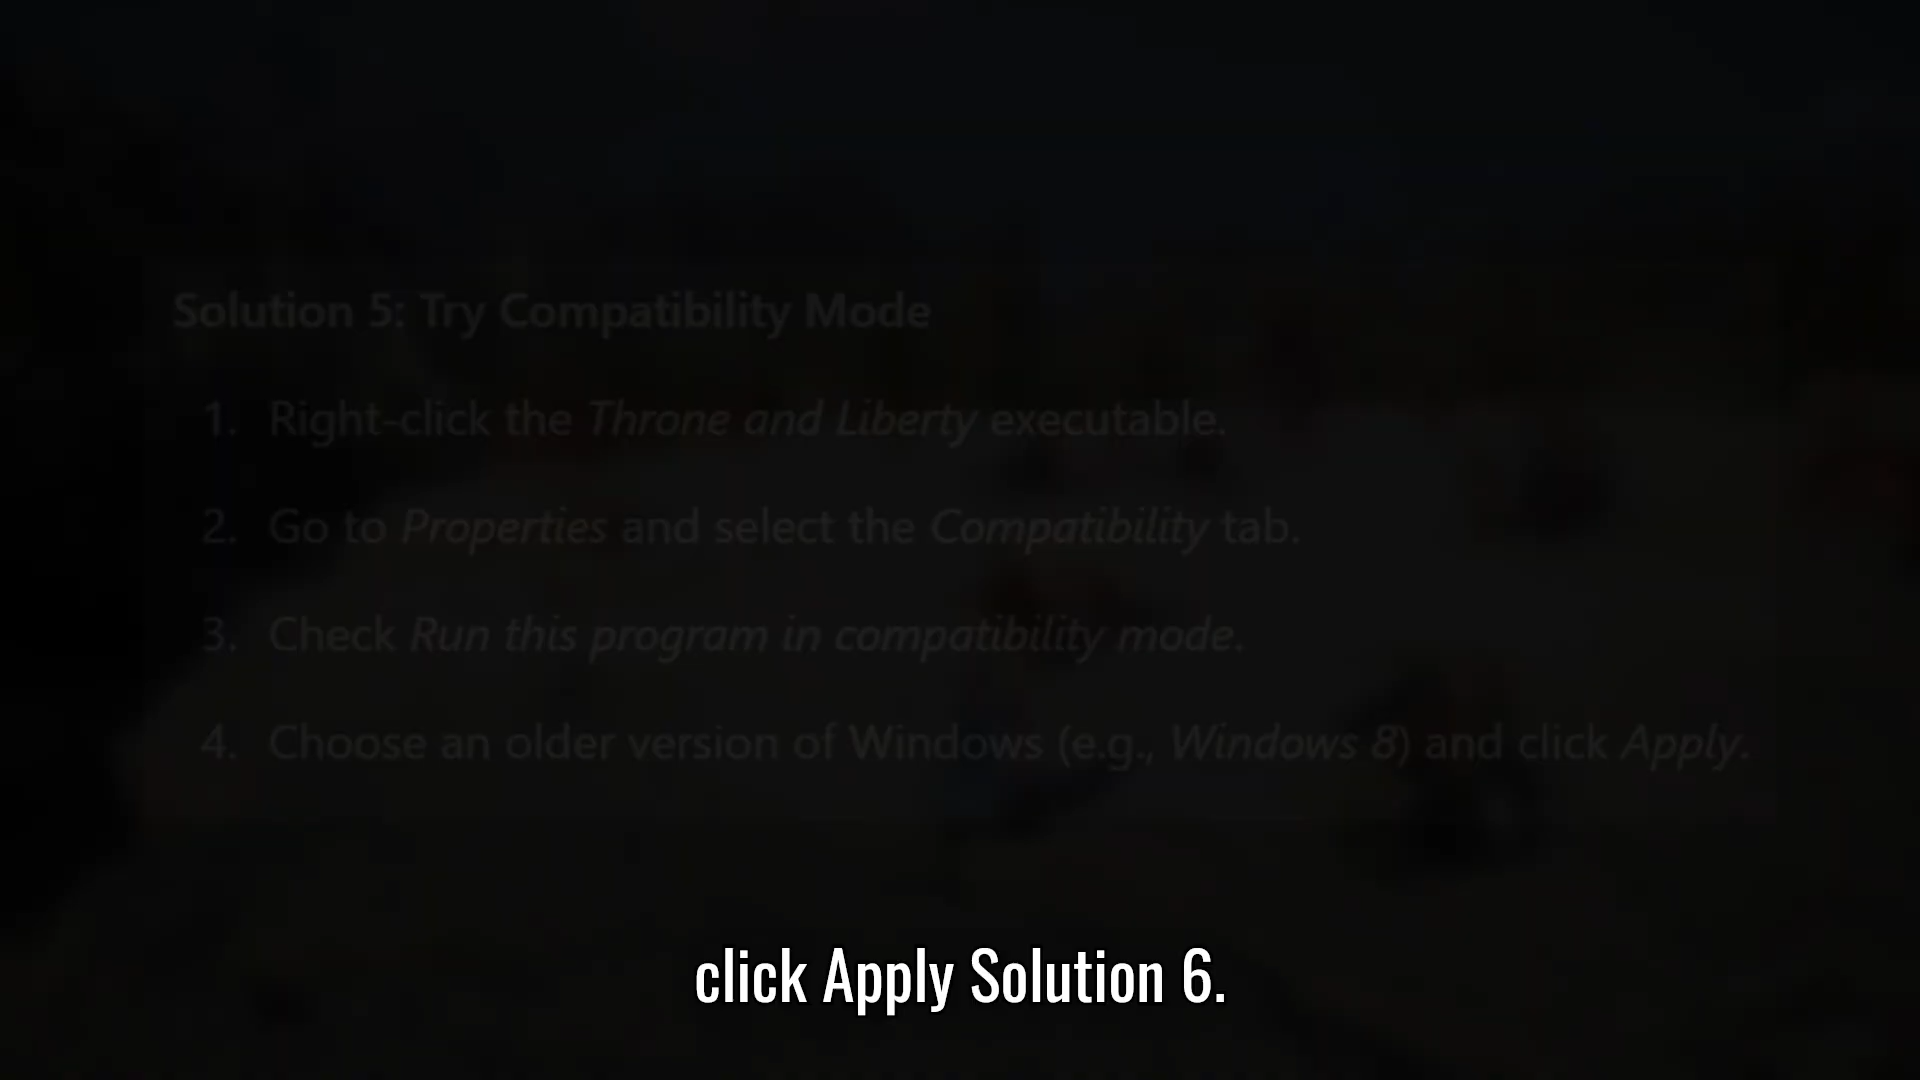 Solution 5: Try Compatibility Mode
1. Right-click the Throne and Liberty executable.
2. Go to Properties and select the Compatibility tab.
3. Check Run this program in compatibility mode.
4. Choose an older version of Windows (e.g., Windows 8) and click Apply.
click Apply Solution 6.